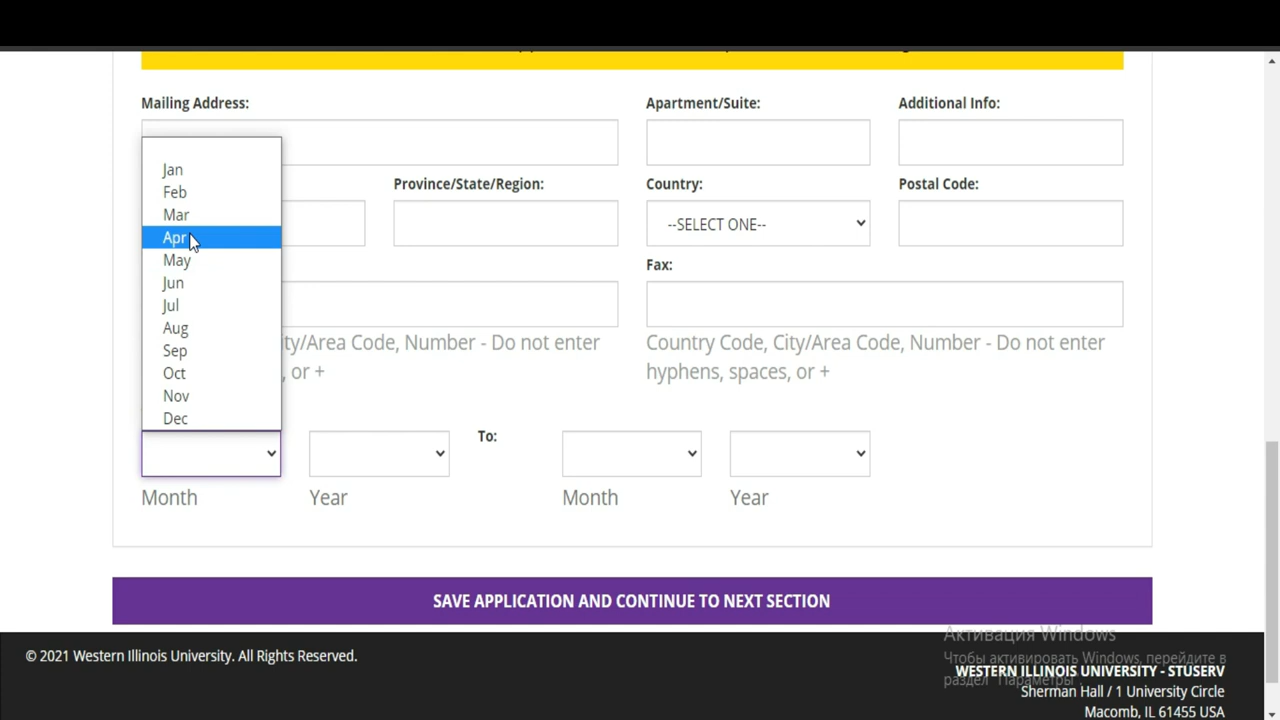 Mailing Address:
Apartment/Suite:
Additional Info:
Jan
Feb
Mar
Apr
May
Jun
Jul
Aug
Sep
Oct
Nov
Dec
Province/State/Region:
Country:
Postal Code:
--SELECT ONE--
Fax:
ty/Area Code, Number - Do not enter
, or +
Country Code, City/Area Code, Number - Do not enter
hyphens, spaces, or +
To:
Month
Year
Month
Year
SAVE APPLICATION AND CONTINUE TO NEXT SECTION
© 2021 Western Illinois University. All Rights Reserved.
Активация Windows
Чтобы активировать Windows, перейдите в
раздел "Параметры".
WESTERN ILLINOIS UNIVERSITY - STUSERV
Sherman Hall / 1 University Circle
Macomb, IL 61455 USA